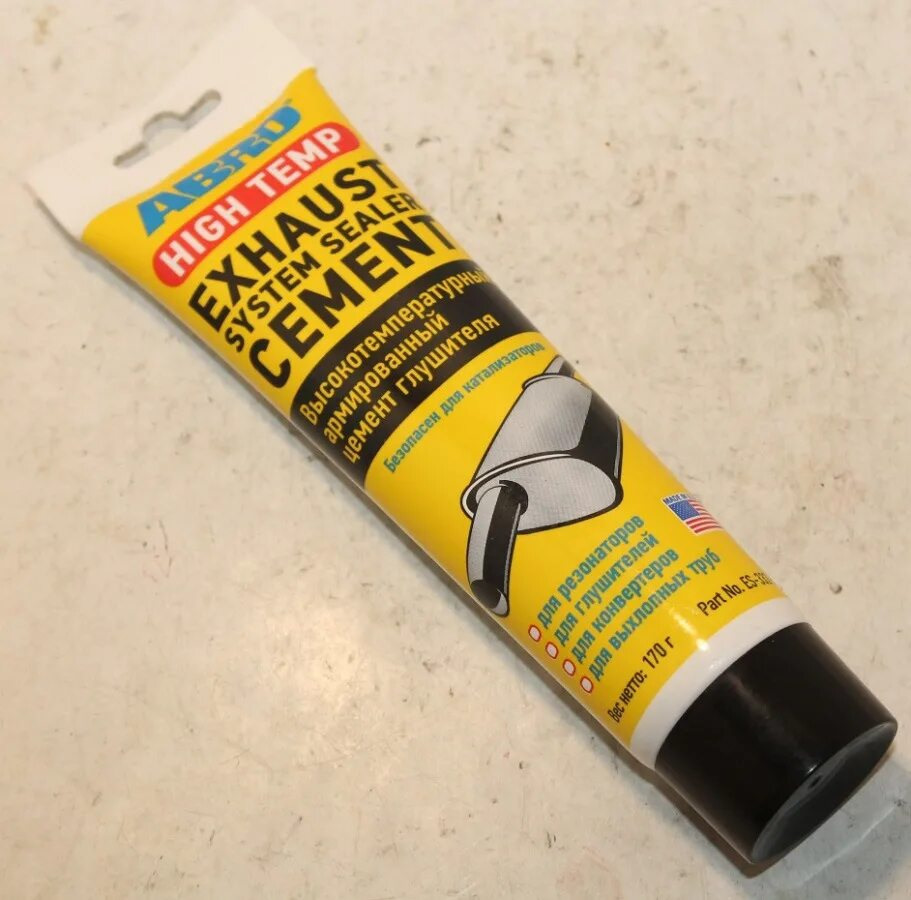 ABRO
HIGH TEMP
EXHAUST
SYSTEM SEALER
CEMENT
Высокотемпературный
армированный
цемент глушителя
Безопасен для катализаторов
MADE IN
для резонаторов
для глушителей
для конвертеров
для выхлопных труб
Вес нетто: 170 г
Part No. ES-